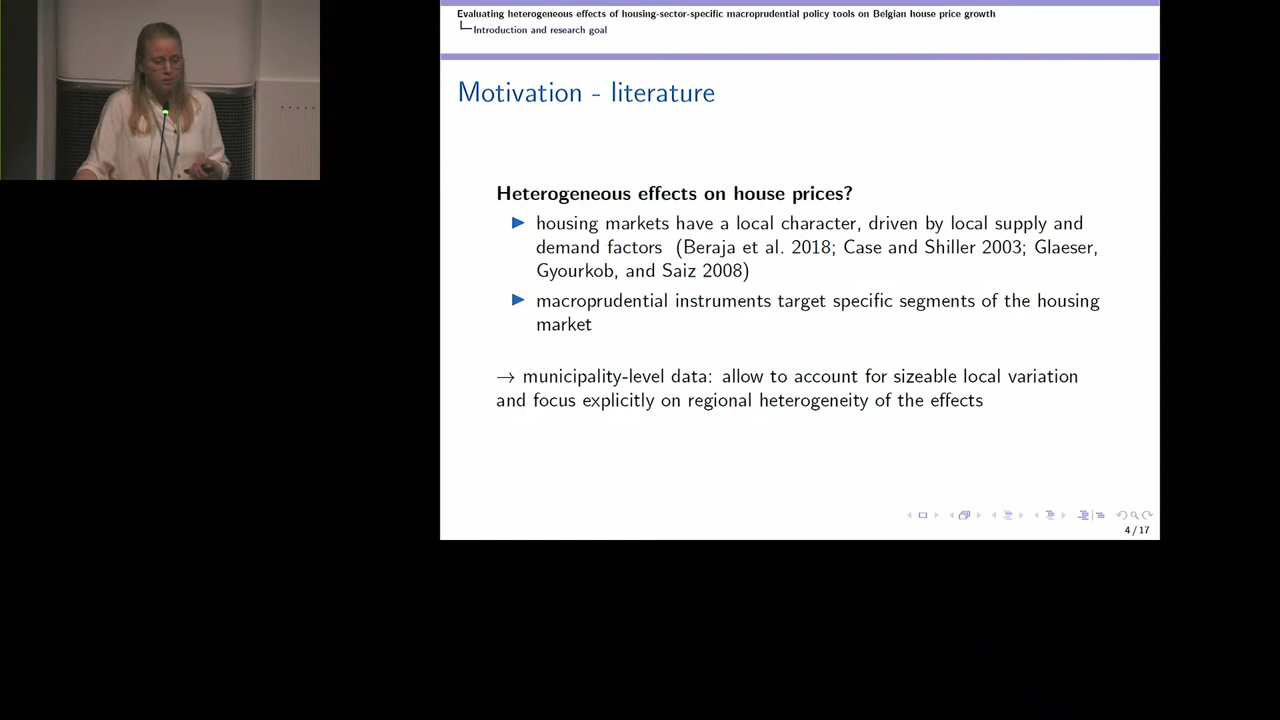 Evaluating heterogeneous effects of housing-sector-specific macroprudential policy tools on Belgian house price growth
Introduction and research goal
Motivation - literature
Heterogeneous effects on house prices?
housing markets have a local character, driven by local supply and
demand factors (Beraja et al. 2018; Case and Shiller 2003; Glaeser,
Gyourkob, and Saiz 2008)
macroprudential instruments target specific segments of the housing
market
→ municipality-level data: allow to account for sizeable local variation
and focus explicitly on regional heterogeneity of the effects
4 / 17